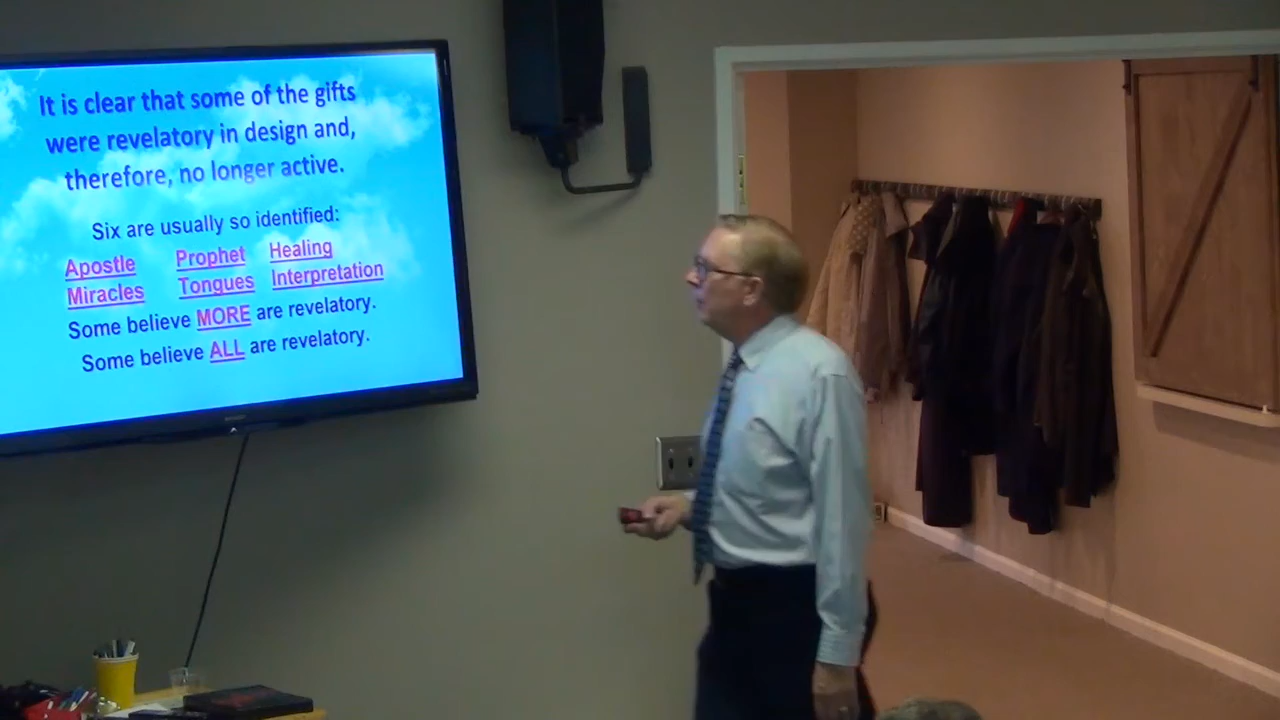 It is clear that some of the gifts
were revelatory in design and,
therefore, no longer active.
Six are usually so identified:
Apostle Prophet Healing
Miracles Tongues Interpretation
Some believe MORE are revelatory.
Some believe ALL are revelatory.